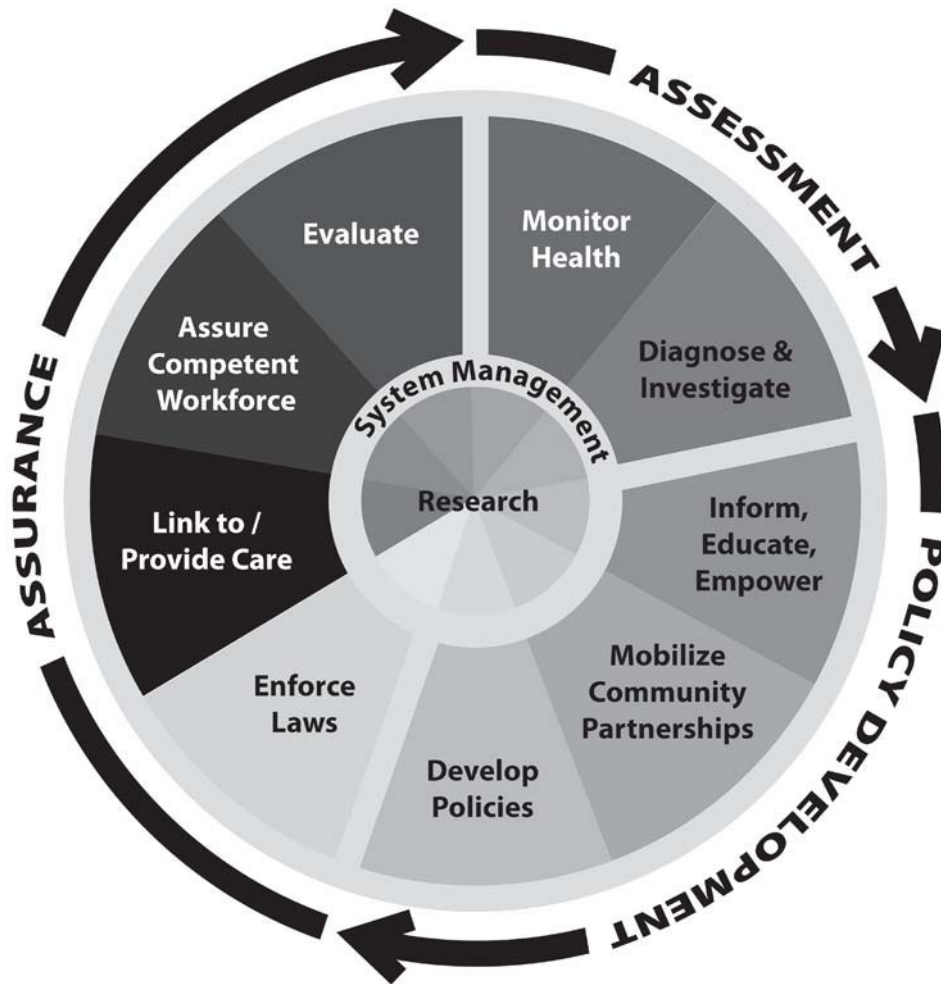 ASSESSMENT
POLICY DEVELOPMENT
ASSURANCE
Monitor
Health
Diagnose &
Investigate
Inform,
Educate,
Empower
Mobilize
Community
Partnerships
Develop
Policies
Enforce
Laws
Link to /
Provide Care
Assure
Competent
Workforce
Evaluate
System Management
Research